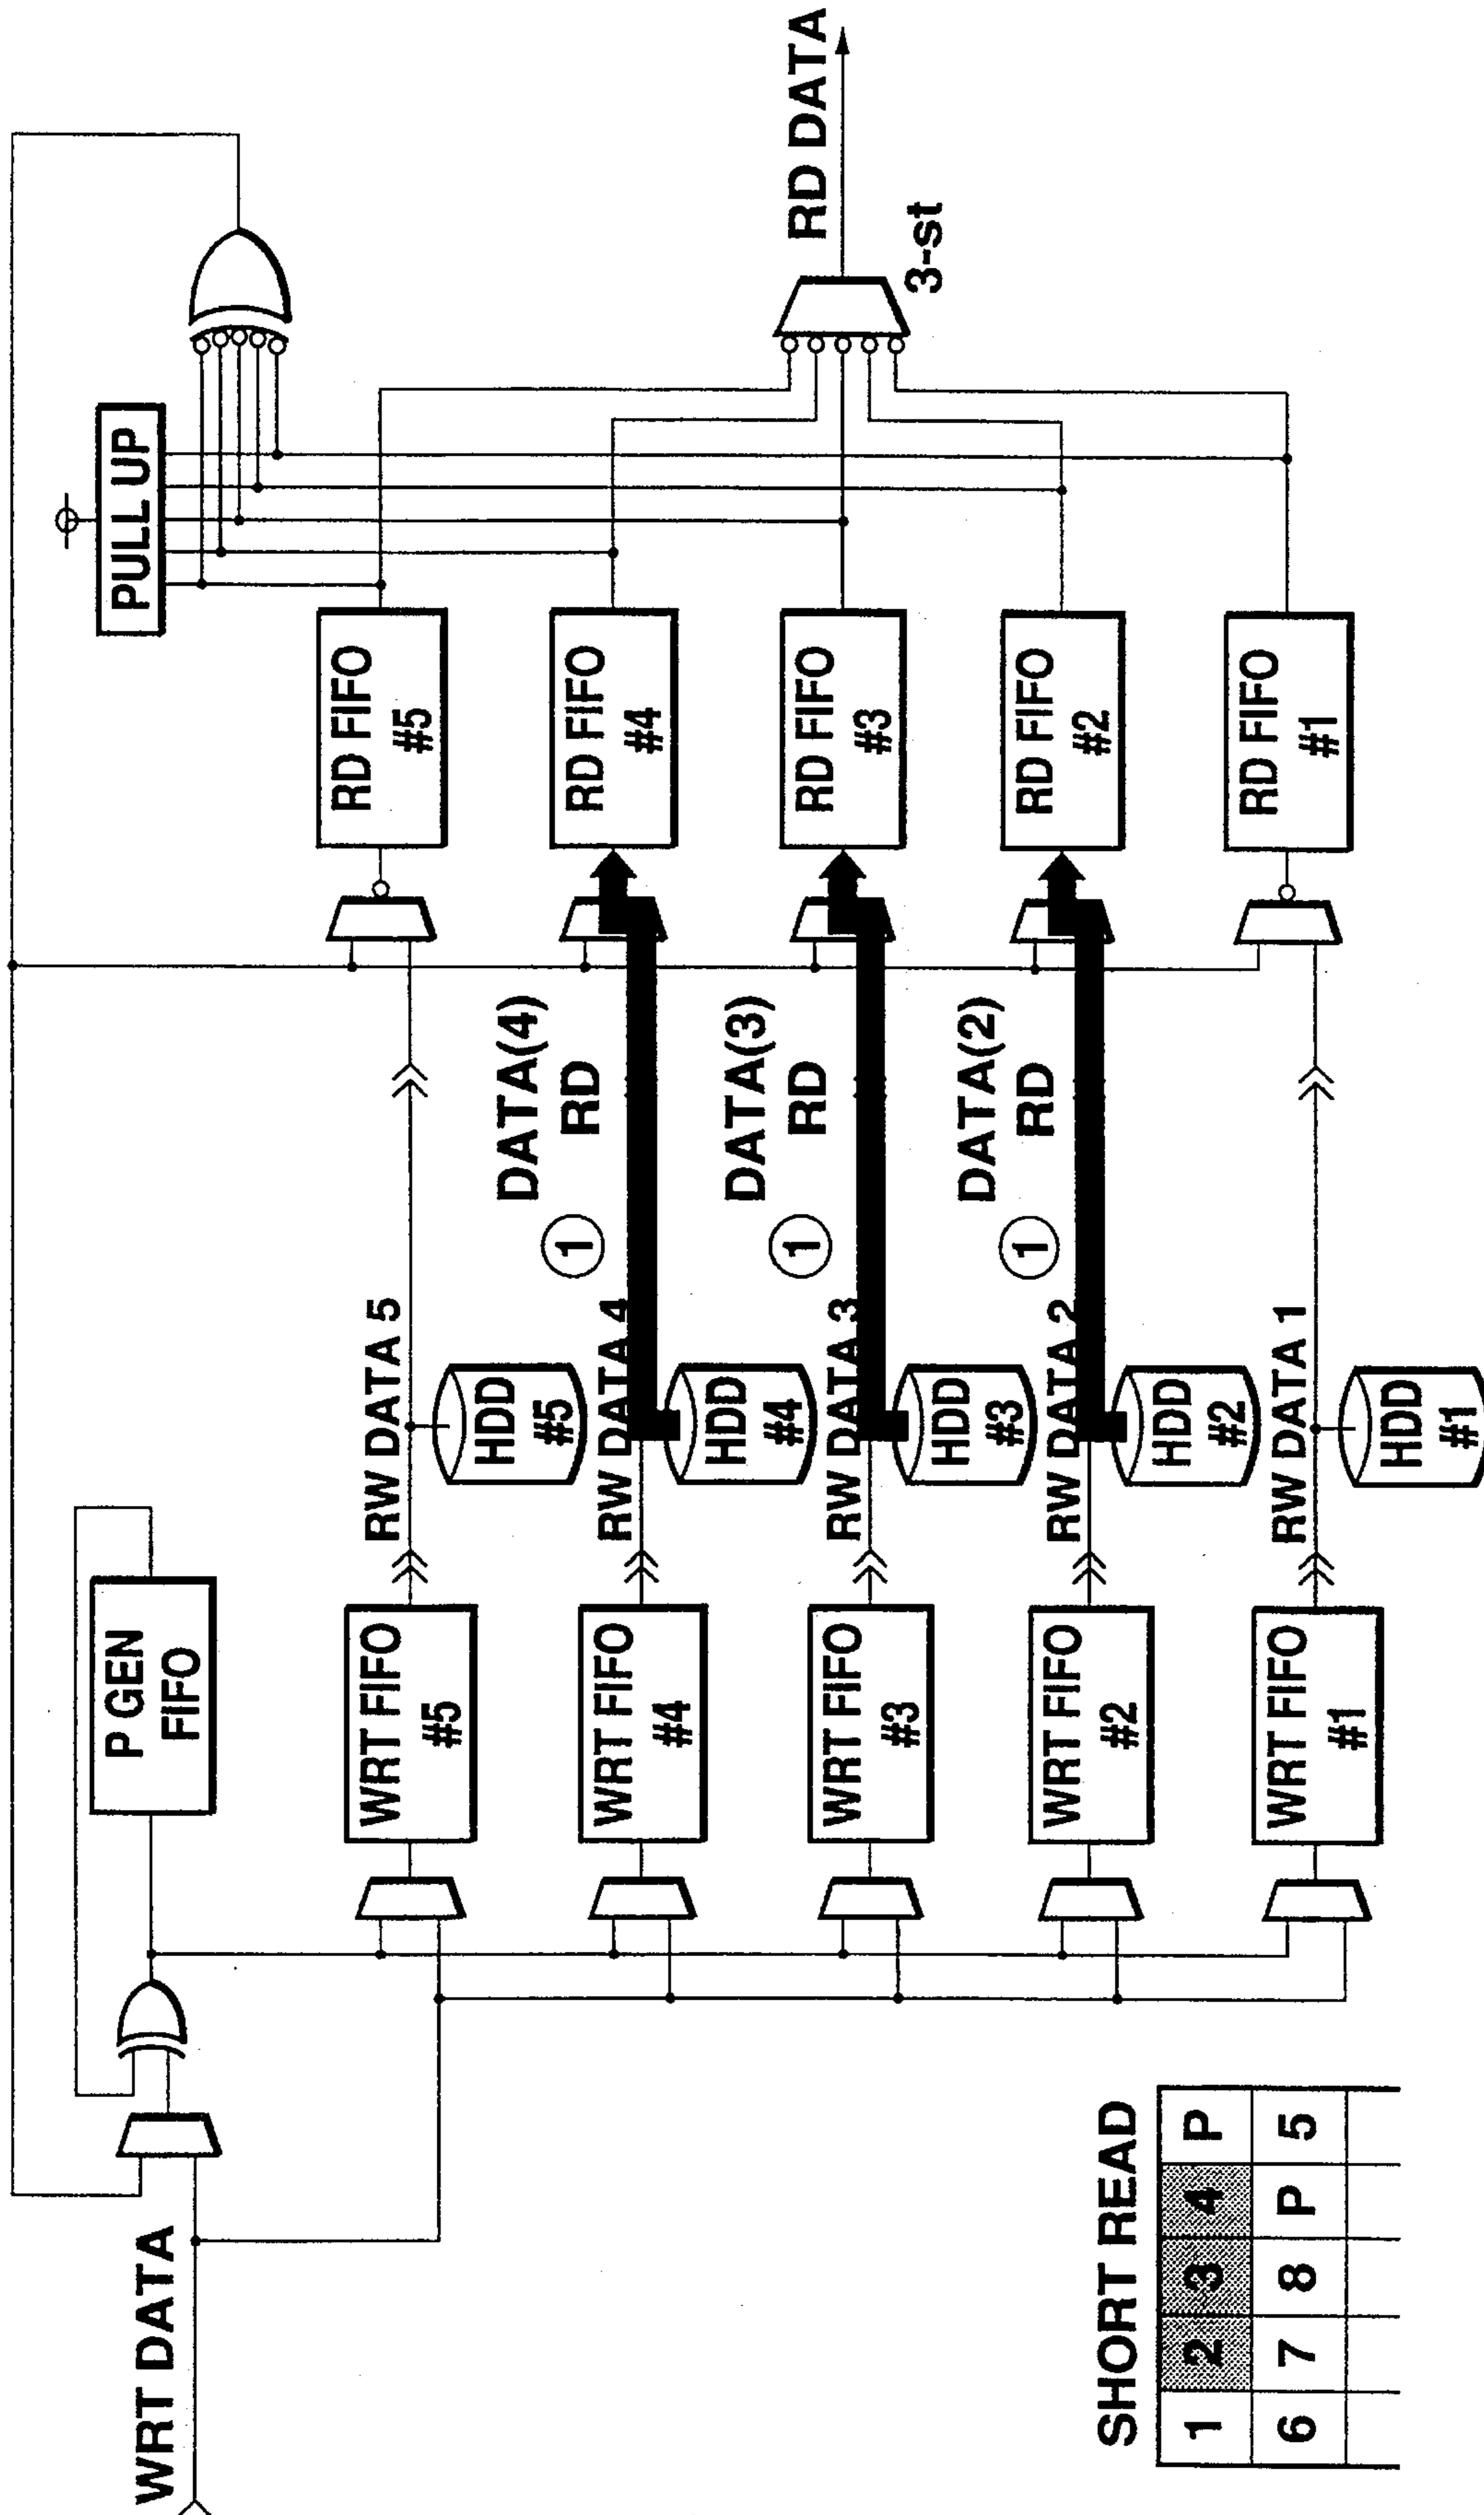 WRT DATA
P GEN
FIFO
PULL UP
WRT FIFO
#5
RW DATA 5
HDD
#5
RD FIFO
#5
WRT FIFO
#4
RW DATA 4
HDD
#4
1
DATA(4)
RD
RD FIFO
#4
WRT FIFO
#3
RW DATA 3
HDD
#3
1
DATA(3)
RD
RD FIFO
#3
RD DATA
3-st
WRT FIFO
#2
RW DATA 2
HDD
#2
1
DATA(2)
RD
RD FIFO
#2
WRT FIFO
#1
RW DATA 1
HDD
#1
RD FIFO
#1
SHORT READ
1 2 3 4 P
6 7 8 P 5